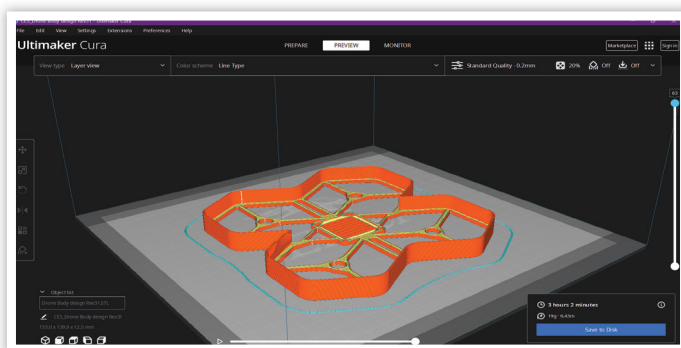 File Edit View Settings Extensions Preferences Help
Ultimaker Cura PREPARE PREVIEW MONITOR Marketplace Sign in
View type Layer view Color scheme Line Type Standard Quality - 0.2mm 20% Off Off
63
Object list
3 hours 2 minutes
Save to Disk